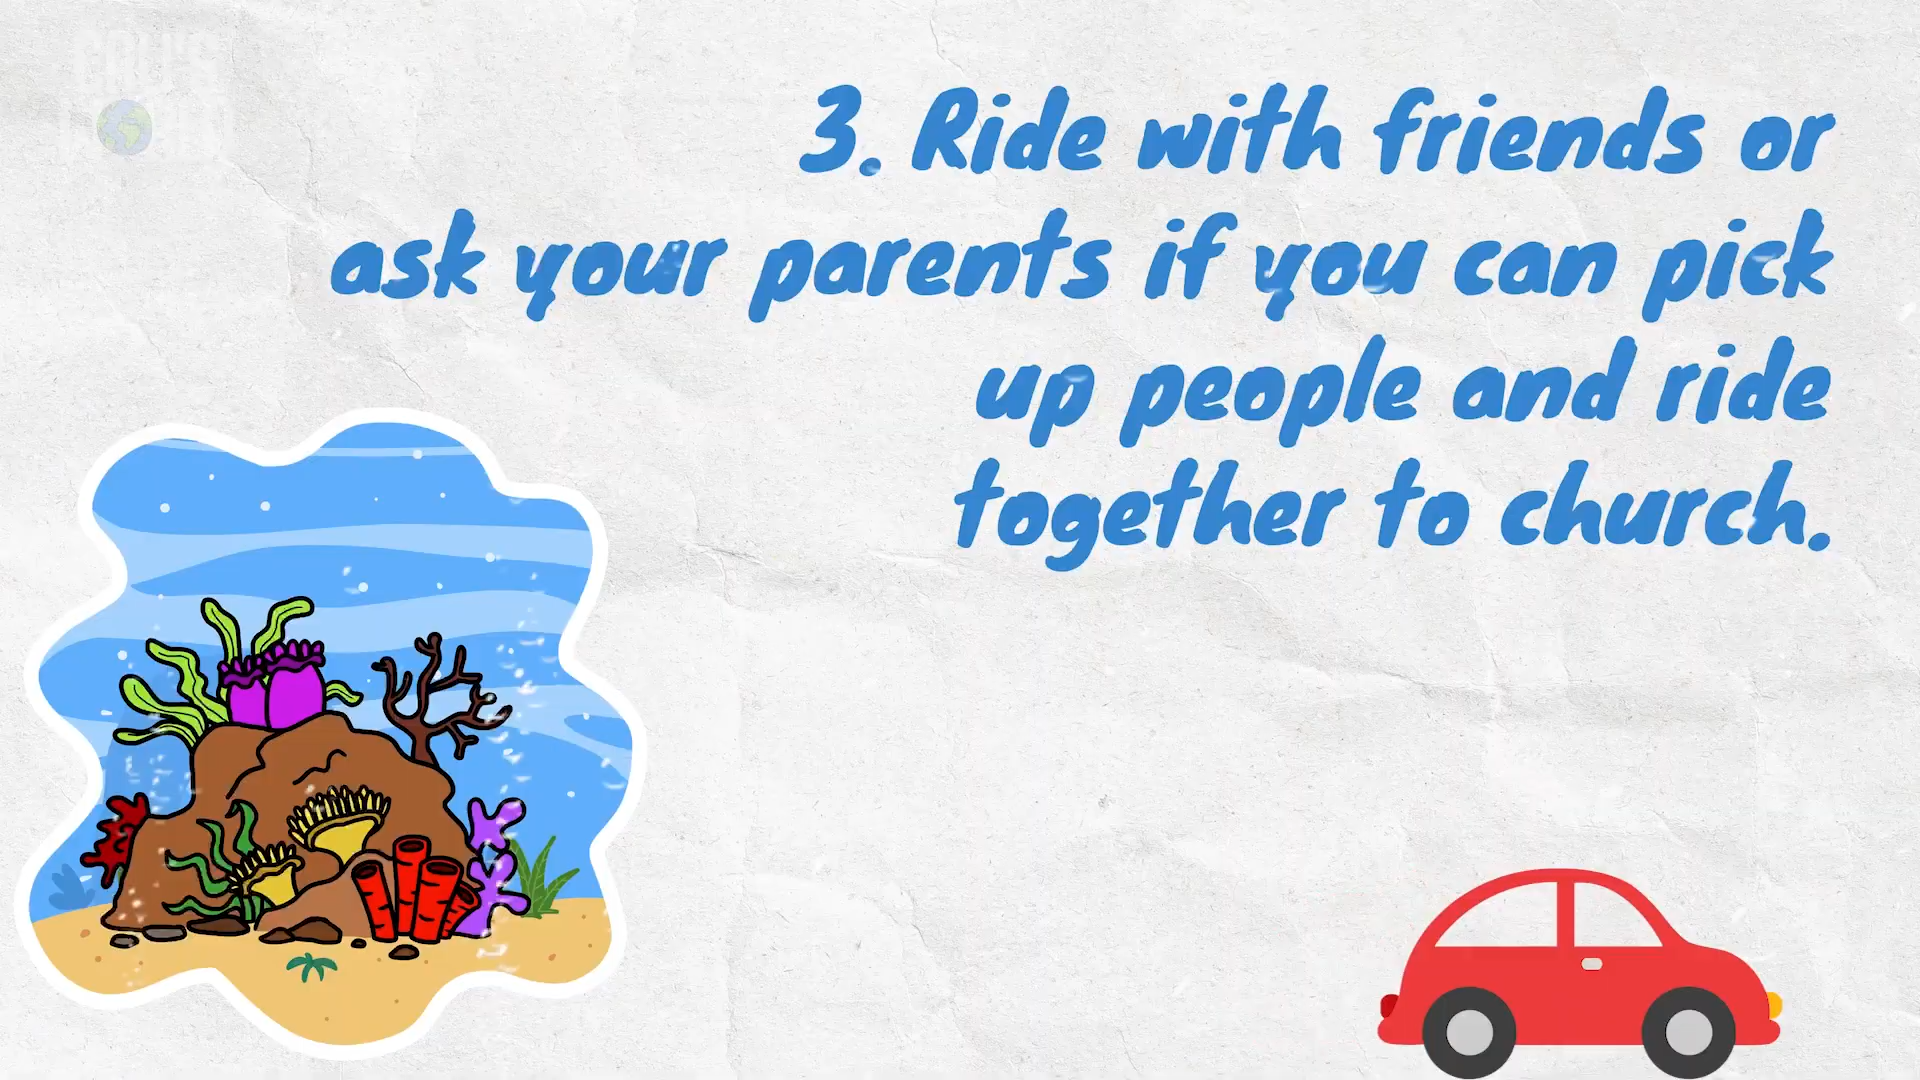 3. Ride with friends or
ask your parents if you can pick
up people and ride
together to church.